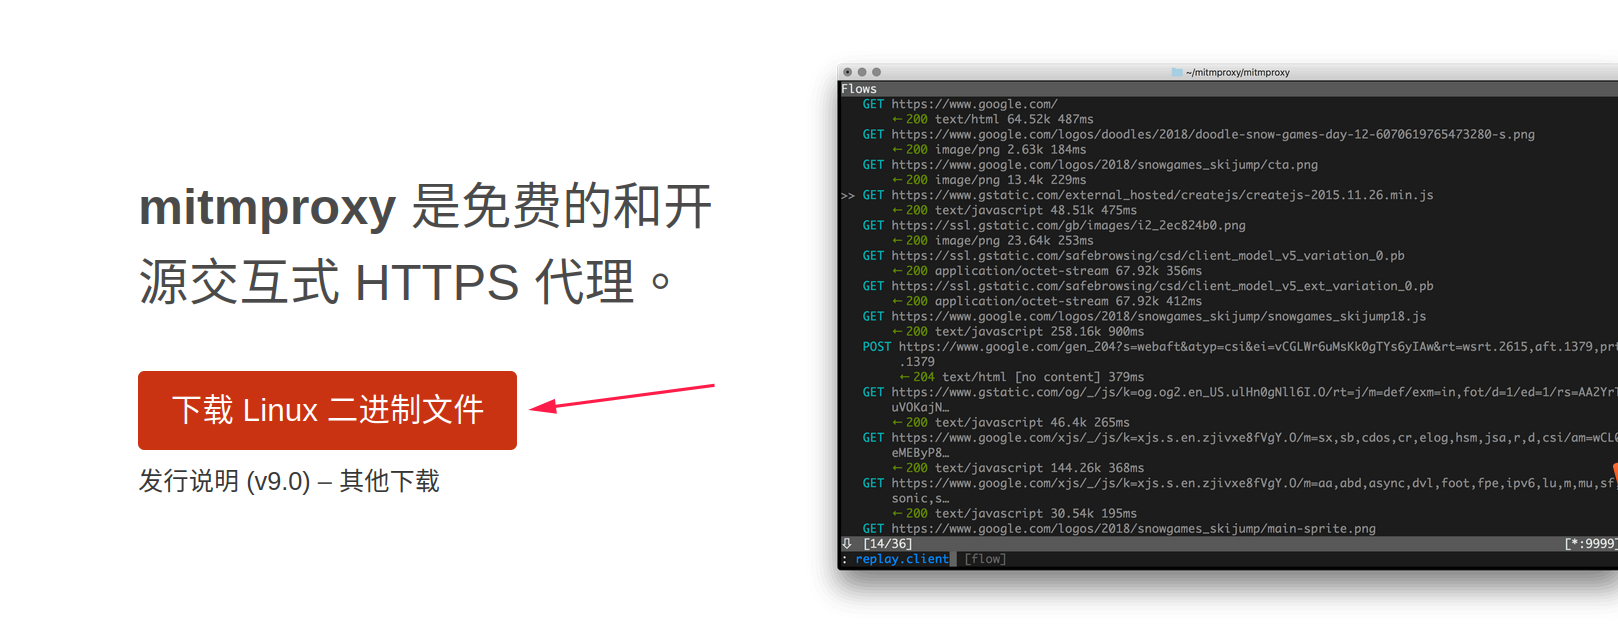 mitmproxy 是免费的和开
源交互式 HTTPS 代理。
下载 Linux 二进制文件
发行说明 (v9.0) – 其他下载
~/mitmproxy/mitmproxy
Flows
GET https://www.google.com/
← 200 text/html 64.52k 487ms
GET https://www.google.com/logos/doodles/2018/doodle-snow-games-day-12-6070619765473280-s.png
← 200 image/png 2.63k 184ms
GET https://www.google.com/logos/2018/snowgames_skijump/cta.png
← 200 image/png 13.4k 229ms
>> GET https://www.gstatic.com/external_hosted/createjs/createjs-2015.11.26.min.js
← 200 text/javascript 48.51k 475ms
GET https://ssl.gstatic.com/gb/images/i2_2ec824b0.png
← 200 image/png 23.64k 253ms
GET https://ssl.gstatic.com/safebrowsing/csd/client_model_v5_variation_0.pb
← 200 application/octet-stream 67.92k 356ms
GET https://ssl.gstatic.com/safebrowsing/csd/client_model_v5_ext_variation_0.pb
← 200 application/octet-stream 67.92k 412ms
GET https://www.google.com/logos/2018/snowgames_skijump/snowgames_skijump18.js
← 200 text/javascript 258.16k 900ms
POST https://www.google.com/gen_204?s=webaft&atyp=csi&ei=vCGLWr6uMsKk0gTYs6yIAw&rt=wsrt.2615,aft.1379,prt
.1379
← 204 text/html [no content] 379ms
GET https://www.gstatic.com/og/_/js/k=og.og2.en_US.ulHn0gNll6I.O/rt=j/m=def/exm=in,fot/d=1/ed=1/rs=AA2YrT
uVOKajN…
← 200 text/javascript 46.4k 265ms
GET https://www.google.com/xjs/_/js/k=xjs.s.en.zjivxe8fVgY.O/m=sx,sb,cdos,cr,elog,hsm,jsa,r,d,csi/am=wCL0
eMEByP8…
← 200 text/javascript 144.26k 368ms
GET https://www.google.com/xjs/_/js/k=xjs.s.en.zjivxe8fVgY.O/m=aa,abd,async,dvl,foot,fpe,ipv6,lu,m,mu,sf,
sonic,s…
← 200 text/javascript 30.54k 195ms
GET https://www.google.com/logos/2018/snowgames_skijump/main-sprite.png
⇩ [14/36] [*:9999]
: replay.client [flow]